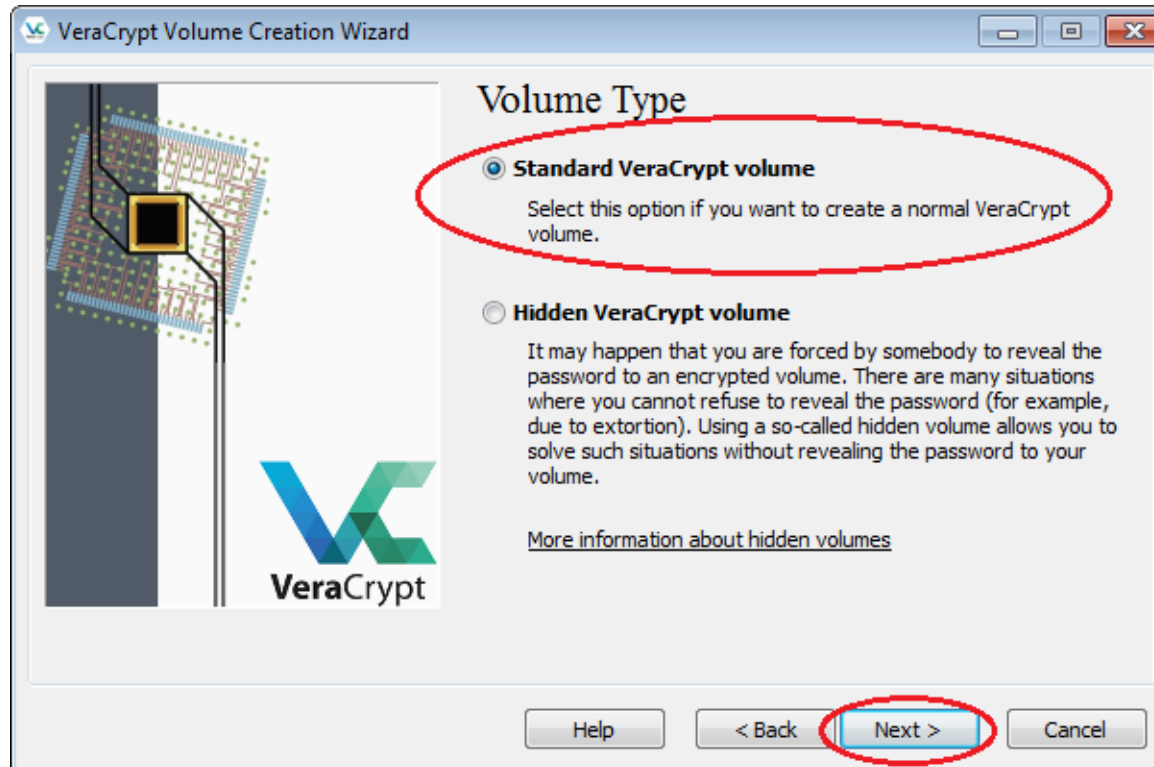 VeraCrypt Volume Creation Wizard
Volume Type
Standard VeraCrypt volume
Select this option if you want to create a normal VeraCrypt
volume.
Hidden VeraCrypt volume
It may happen that you are forced by somebody to reveal the
password to an encrypted volume. There are many situations
where you cannot refuse to reveal the password (for example,
due to extortion). Using a so-called hidden volume allows you to
solve such situations without revealing the password to your
volume.
More information about hidden volumes
VeraCrypt
Help < Back Next > Cancel